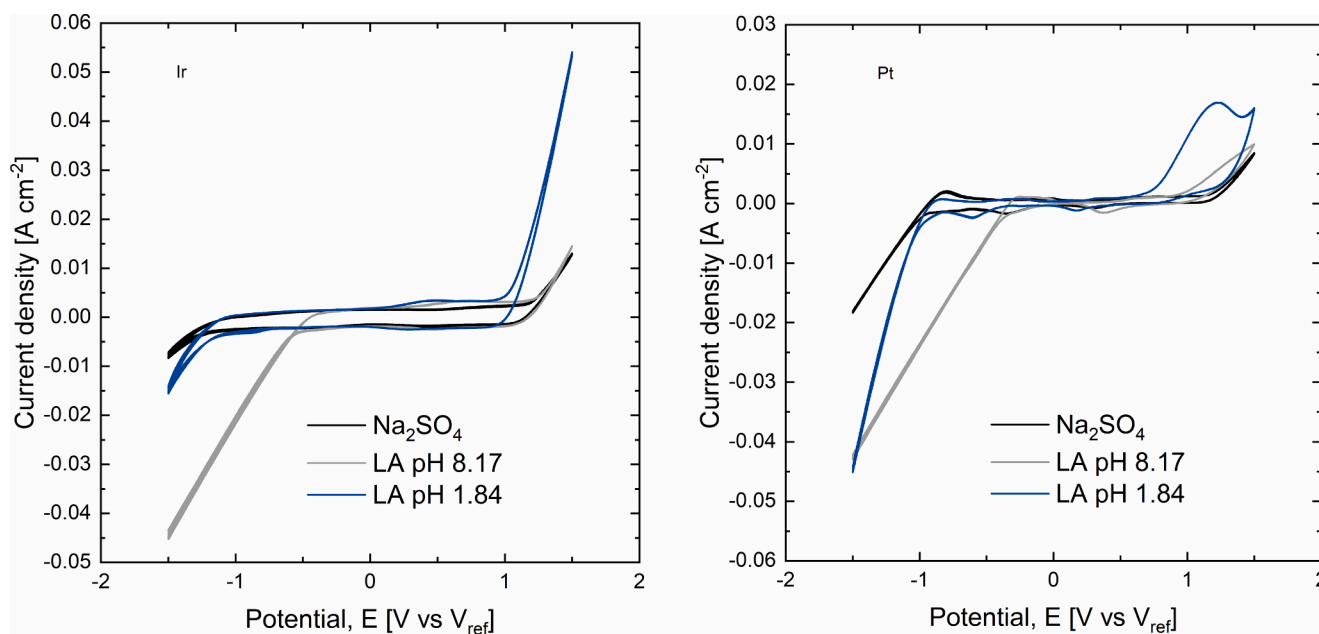 Ir
Current density [A cm⁻²]
0.06
0.05
0.04
0.03
0.02
0.01
0.00
-0.01
-0.02
-0.03
-0.04
-0.05
Na₂SO₄
LA pH 8.17
LA pH 1.84
-2 -1 0 1 2
Potential, E [V vs V_ref]
Pt
Current density [A cm⁻²]
0.03
0.02
0.01
0.00
-0.01
-0.02
-0.03
-0.04
-0.05
-0.06
Na₂SO₄
LA pH 8.17
LA pH 1.84
-2 -1 0 1 2
Potential, E [V vs V_ref]